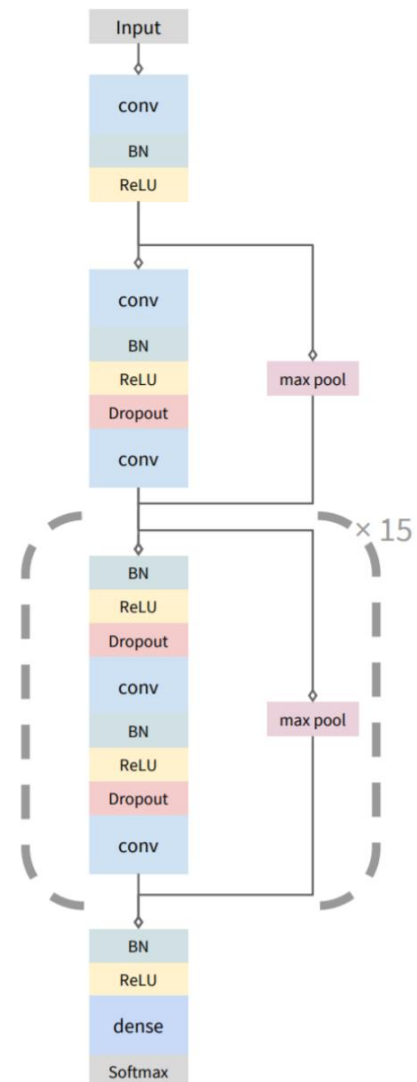 Input
conv
BN
ReLU
conv
BN
ReLU
max pool
Dropout
conv
× 15
BN
ReLU
Dropout
conv
max pool
BN
ReLU
Dropout
conv
BN
ReLU
dense
Softmax